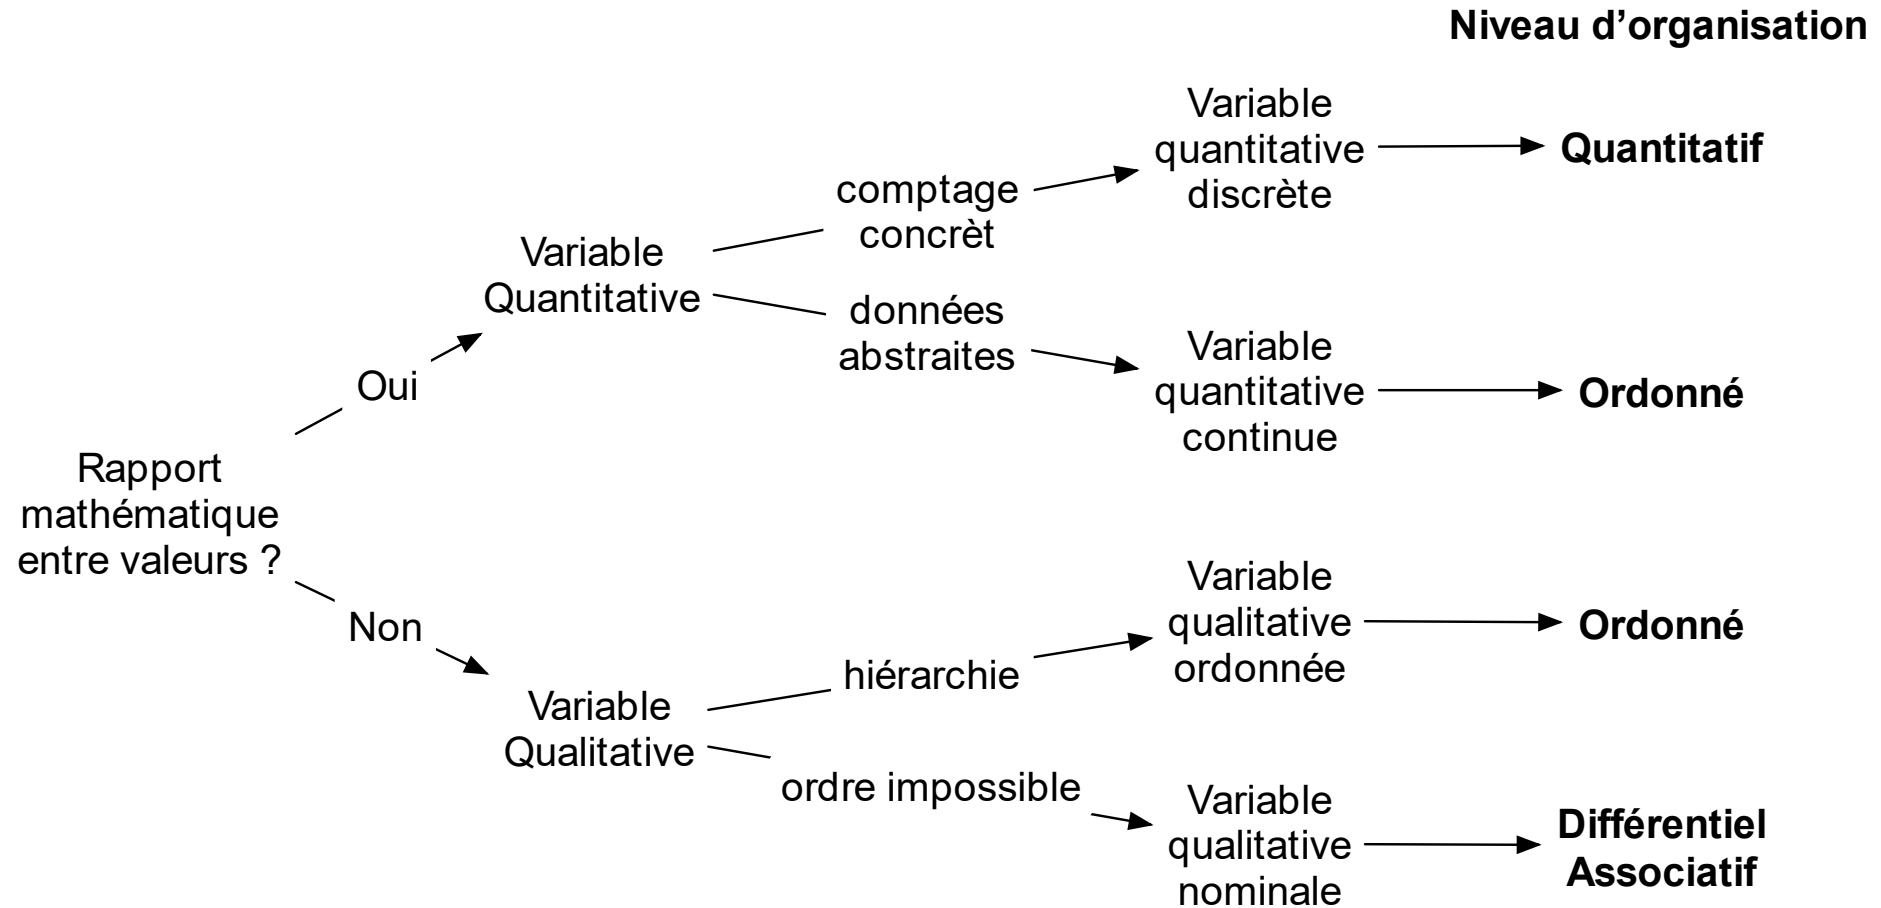 Niveau d’organisation
Variable
quantitative
discrète
Quantitatif
comptage
concrèt
Variable
Quantitative
données
abstraites
Variable
quantitative
continue
Ordonné
Oui
Rapport
mathématique
entre valeurs ?
Non
Variable
qualitative
ordonnée
Ordonné
hiérarchie
Variable
Qualitative
ordre impossible
Variable
qualitative
nominale
Différentiel
Associatif